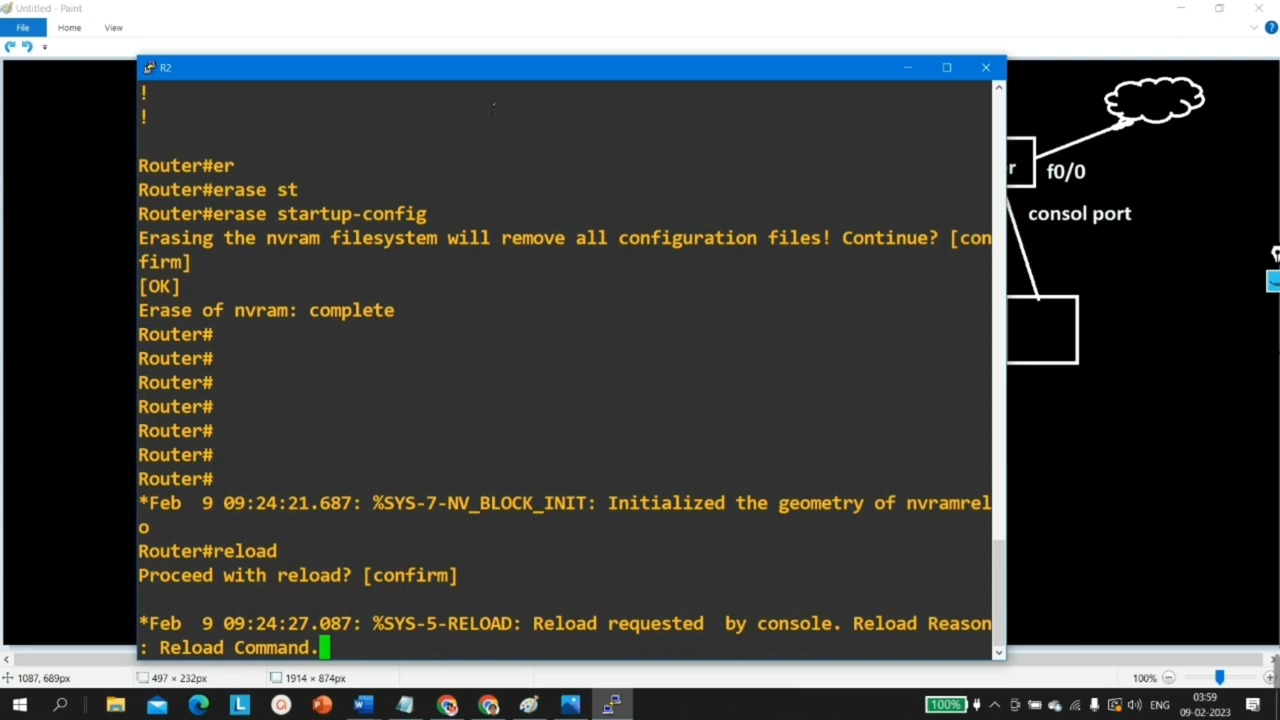 Untitled - Paint
File Home View
R2
!
!
Router#er
Router#erase st
Router#erase startup-config
Erasing the nvram filesystem will remove all configuration files! Continue? [con
firm]
[OK]
Erase of nvram: complete
Router#
Router#
Router#
Router#
Router#
Router#
Router#
*Feb  9 09:24:21.687: %SYS-7-NV_BLOCK_INIT: Initialized the geometry of nvramrel
o
Router#reload
Proceed with reload? [confirm]
*Feb  9 09:24:27.087: %SYS-5-RELOAD: Reload requested  by console. Reload Reason
: Reload Command.
r
f0/0
consol port
1087, 689px 497 × 232px 1914 × 874px 100%
100% ENG 03:59
09-02-2023